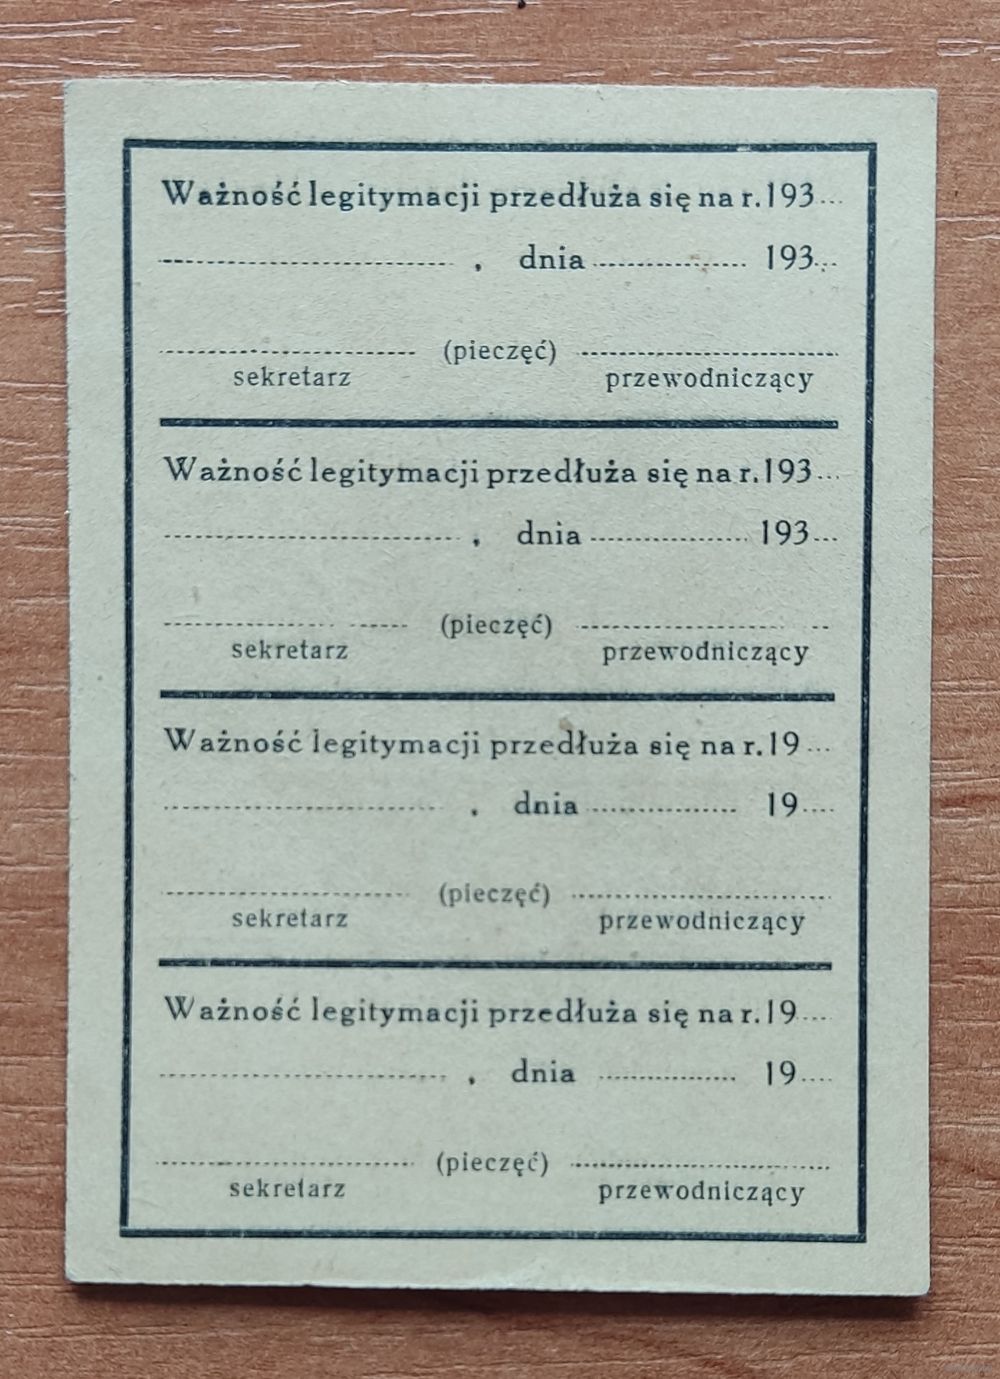 Ważność legitymacji przedłuża się na r. 193...
........................ , dnia ................ 193...
(pieczęć)
sekretarz przewodniczący
Ważność legitymacji przedłuża się na r. 193...
........................ , dnia ................ 193...
(pieczęć)
sekretarz przewodniczący
Ważność legitymacji przedłuża się na r. 19...
........................ , dnia ................ 19....
(pieczęć)
sekretarz przewodniczący
Ważność legitymacji przedłuża się na r. 19....
........................ , dnia ................ 19....
(pieczęć)
sekretarz przewodniczący